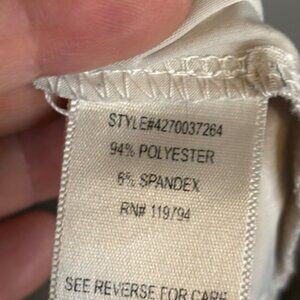 STYLE#4270037264
94% POLYESTER
6% SPANDEX
RN# 119794
SEE REVERSE FOR CARE